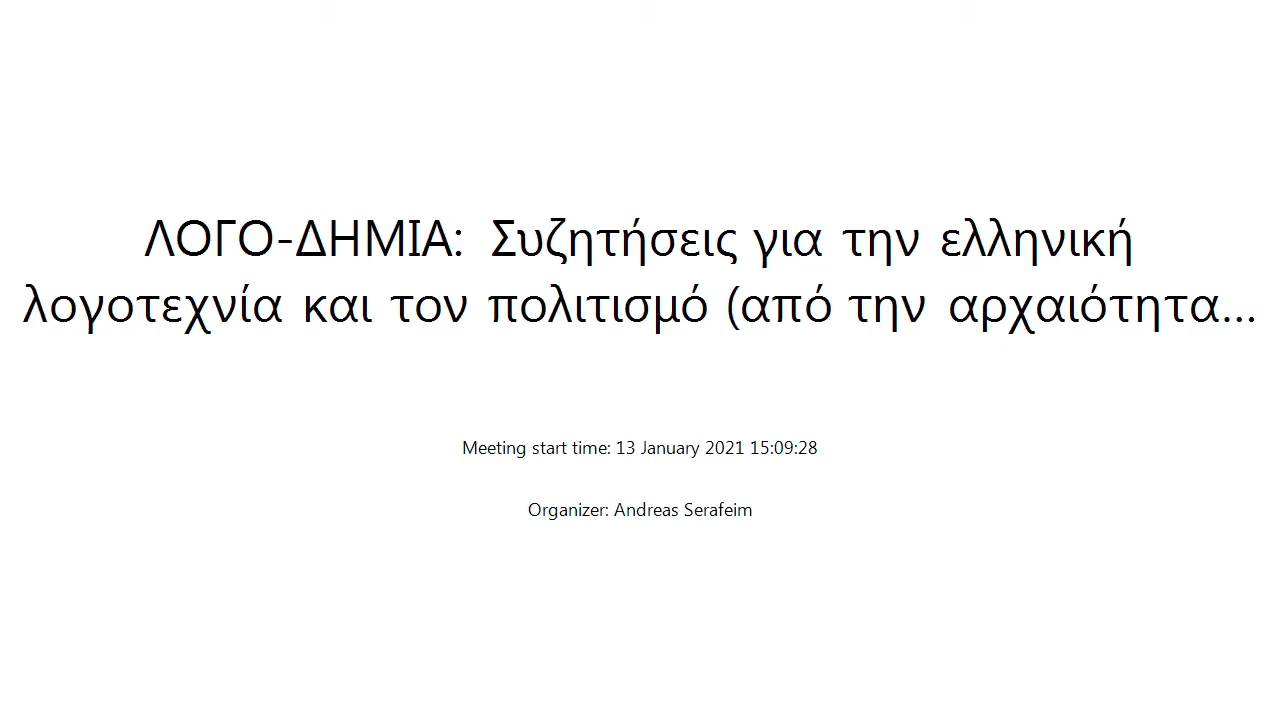 ΛΟΓΟ-ΔΗΜΙΑ: Συζητήσεις για την ελληνική
λογοτεχνία και τον πολιτισμό (από την αρχαιότητα...
Meeting start time: 13 January 2021 15:09:28
Organizer: Andreas Serafeim